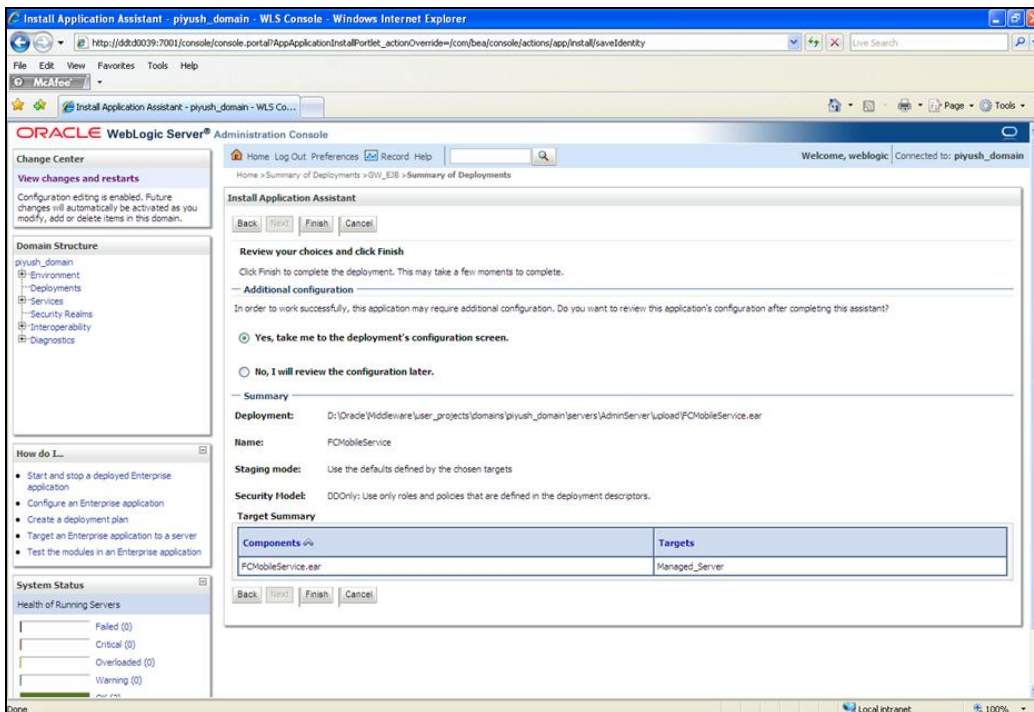 Install Application Assistant - piyush_domain - WLS Console - Windows Internet Explorer
http://ddtd0039:7001/console/console.portal?AppApplicationInstallPortlet_actionOverride=/com/bea/console/actions/app/install/saveIdentity
Live Search
File Edit View Favorites Tools Help
McAfee
Install Application Assistant - piyush_domain - WLS Co...
Page Tools
ORACLE WebLogic Server® Administration Console
Change Center
View changes and restarts
Configuration editing is enabled. Future
changes will automatically be activated as you
modify, add or delete items in this domain.
Domain Structure
piyush_domain
Environment
Deployments
Services
Security Realms
Interoperability
Diagnostics
How do I...
Start and stop a deployed Enterprise
application
Configure an Enterprise application
Create a deployment plan
Target an Enterprise application to a server
Test the modules in an Enterprise application
System Status
Health of Running Servers
Failed (0)
Critical (0)
Overloaded (0)
Warning (0)
Home Log Out Preferences Record Help
Welcome, weblogic Connected to: piyush_domain
Home >Summary of Deployments >GW_EJB >Summary of Deployments
Install Application Assistant
Back Next Finish Cancel
Review your choices and click Finish
Click Finish to complete the deployment. This may take a few moments to complete.
Additional configuration
In order to work successfully, this application may require additional configuration. Do you want to review this application's configuration after completing this assistant?
Yes, take me to the deployment's configuration screen.
No, I will review the configuration later.
Summary
Deployment: D:\Oracle\Middleware\user_projects\domains\piyush_domain\servers\AdminServer\upload\FCMobileService.ear
Name: FCMobileService
Staging mode: Use the defaults defined by the chosen targets
Security Model: DDOnly: Use only roles and policies that are defined in the deployment descriptors.
Target Summary
Components Targets
FCMobileService.ear Managed_Server
Back Next Finish Cancel
Done
Local intranet
100%